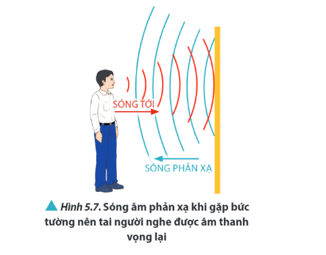 SÓNG TỚI
SÓNG PHẢN XẠ
Hình 5.7. Sóng âm phản xạ khi gặp bức
tường nên tai người nghe được âm thanh
vọng lại